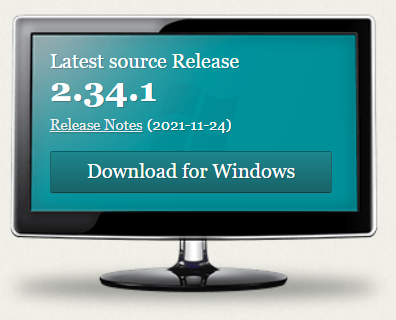 Latest source Release
2.34.1
Release Notes (2021-11-24)
Download for Windows